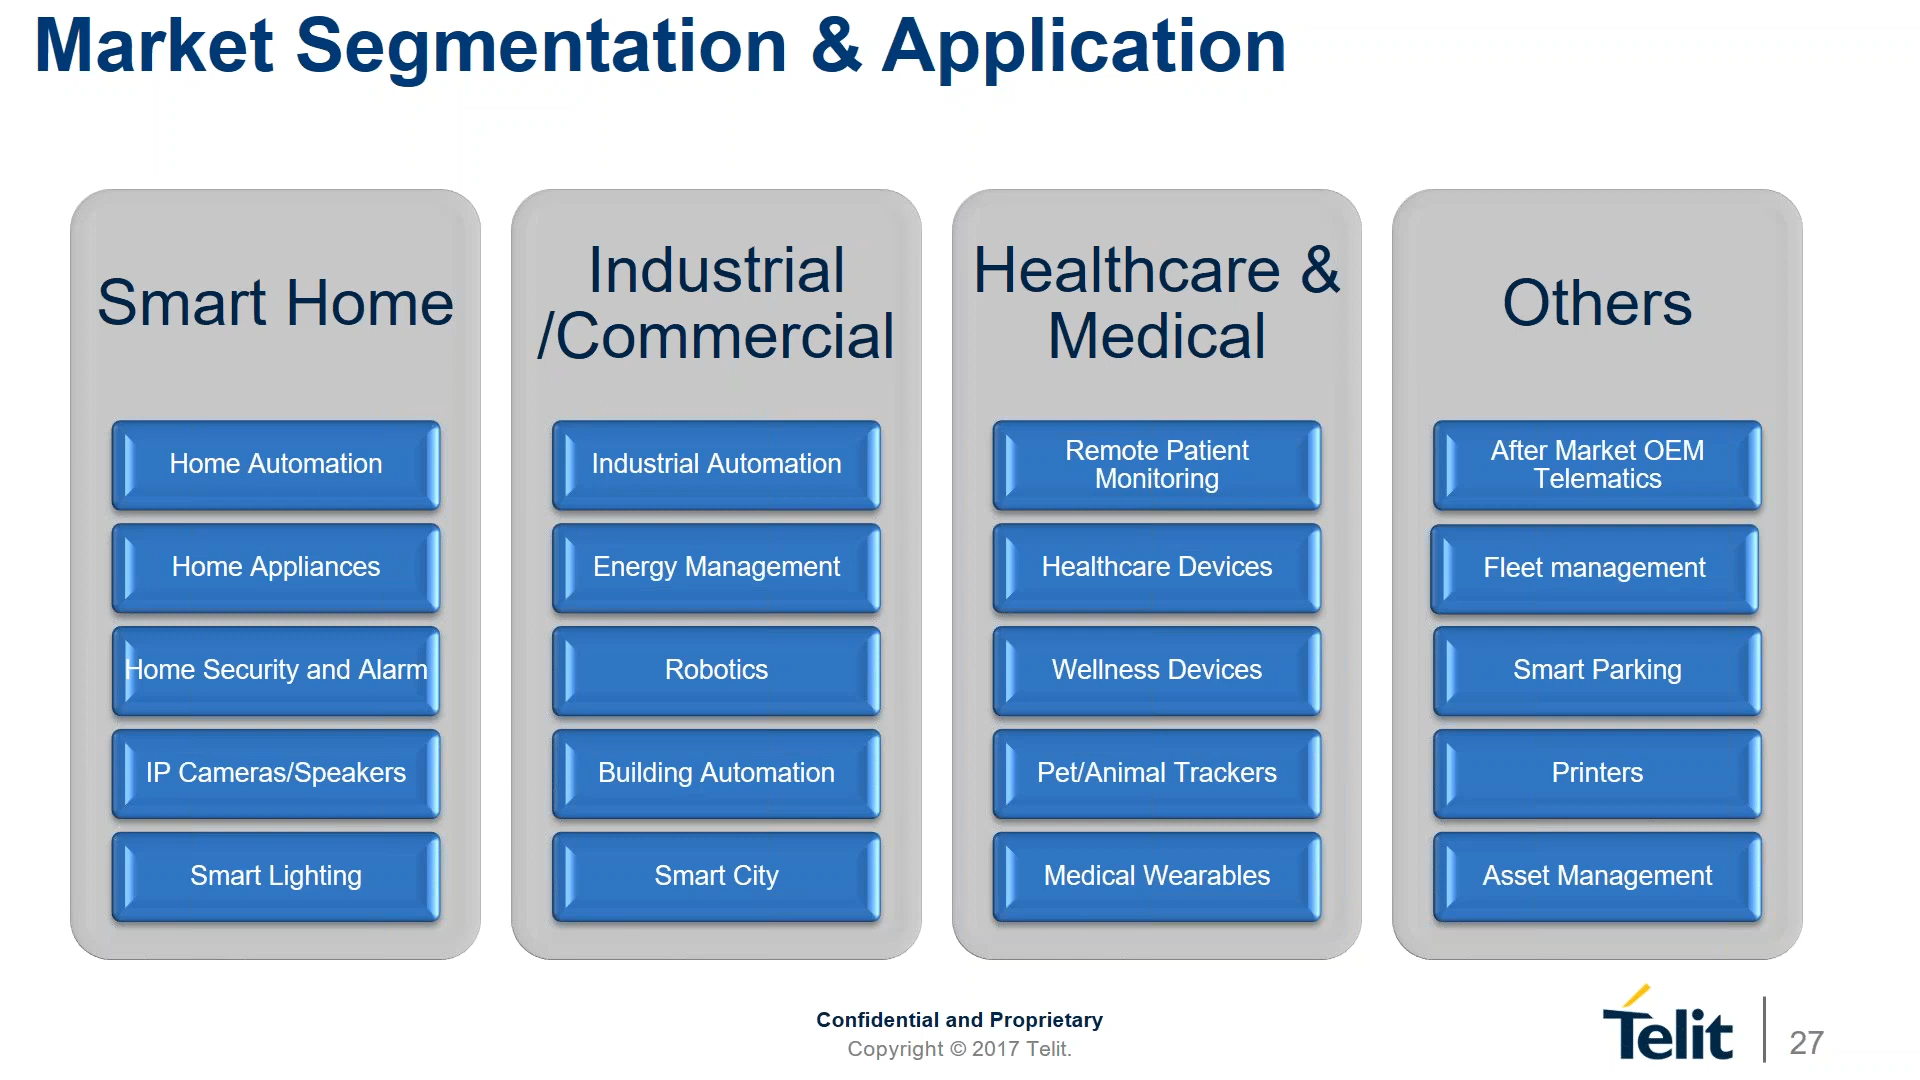 Market Segmentation & Application
Smart Home
Home Automation
Home Appliances
Home Security and Alarm
IP Cameras/Speakers
Smart Lighting
Industrial
/Commercial
Industrial Automation
Energy Management
Robotics
Building Automation
Smart City
Healthcare &
Medical
Remote Patient
Monitoring
Healthcare Devices
Wellness Devices
Pet/Animal Trackers
Medical Wearables
Others
After Market OEM
Telematics
Fleet management
Smart Parking
Printers
Asset Management
Confidential and Proprietary
Copyright © 2017 Telit.
Telit
27